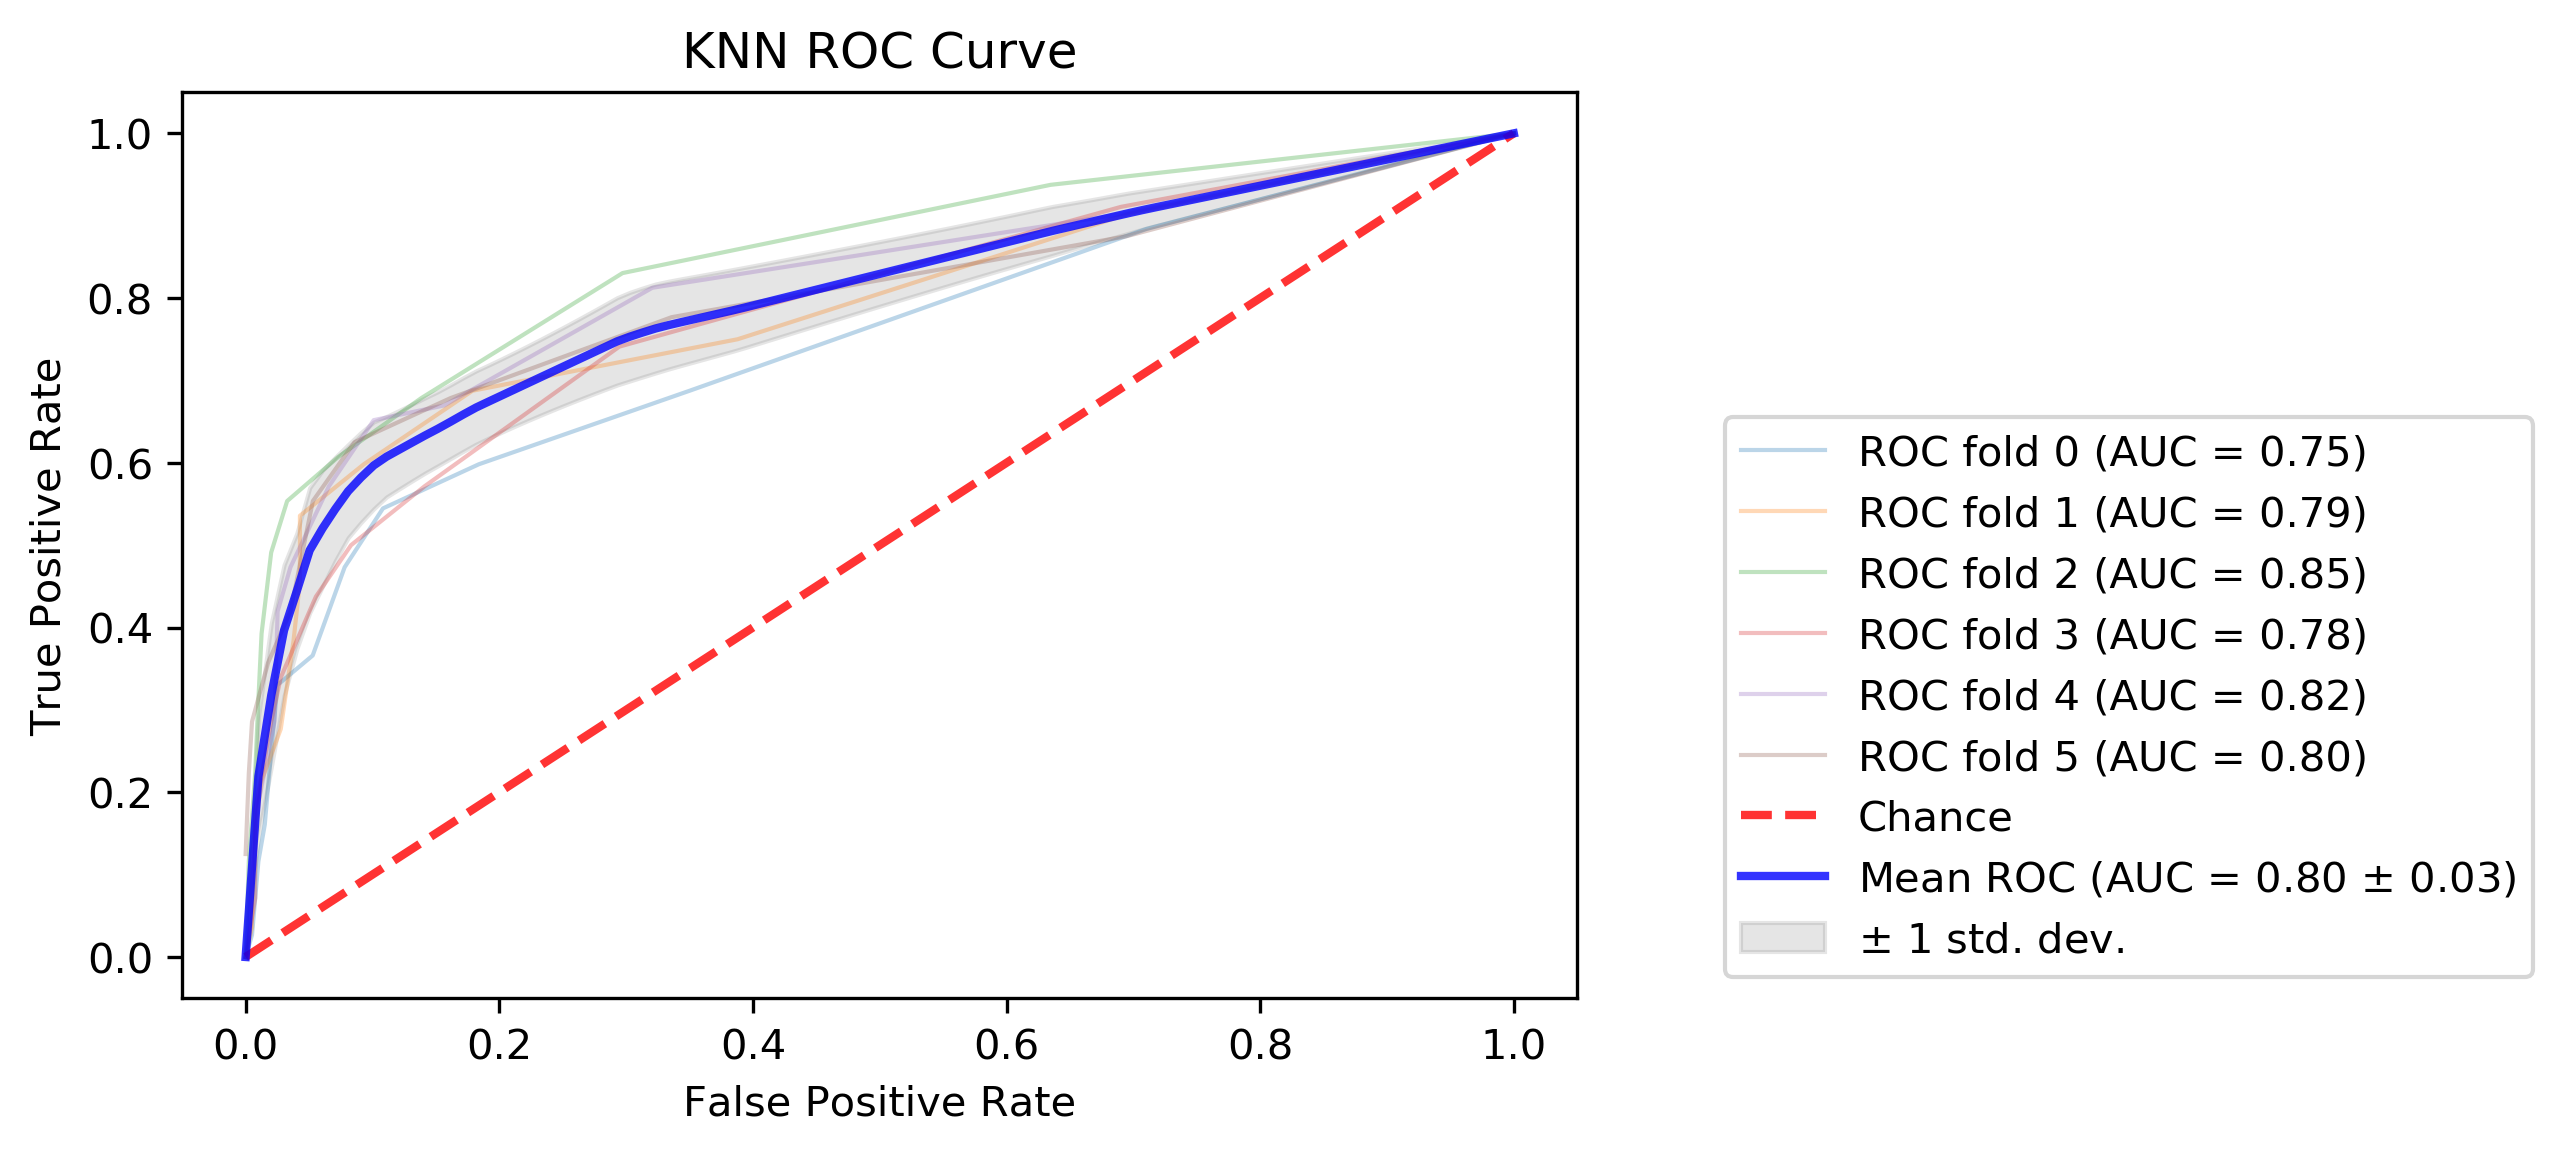 KNN ROC Curve
True Positive Rate
1.0
0.8
0.6
0.4
0.2
0.0
0.0 0.2 0.4 0.6 0.8 1.0
False Positive Rate
ROC fold 0 (AUC = 0.75)
ROC fold 1 (AUC = 0.79)
ROC fold 2 (AUC = 0.85)
ROC fold 3 (AUC = 0.78)
ROC fold 4 (AUC = 0.82)
ROC fold 5 (AUC = 0.80)
Chance
Mean ROC (AUC = 0.80 ± 0.03)
± 1 std. dev.